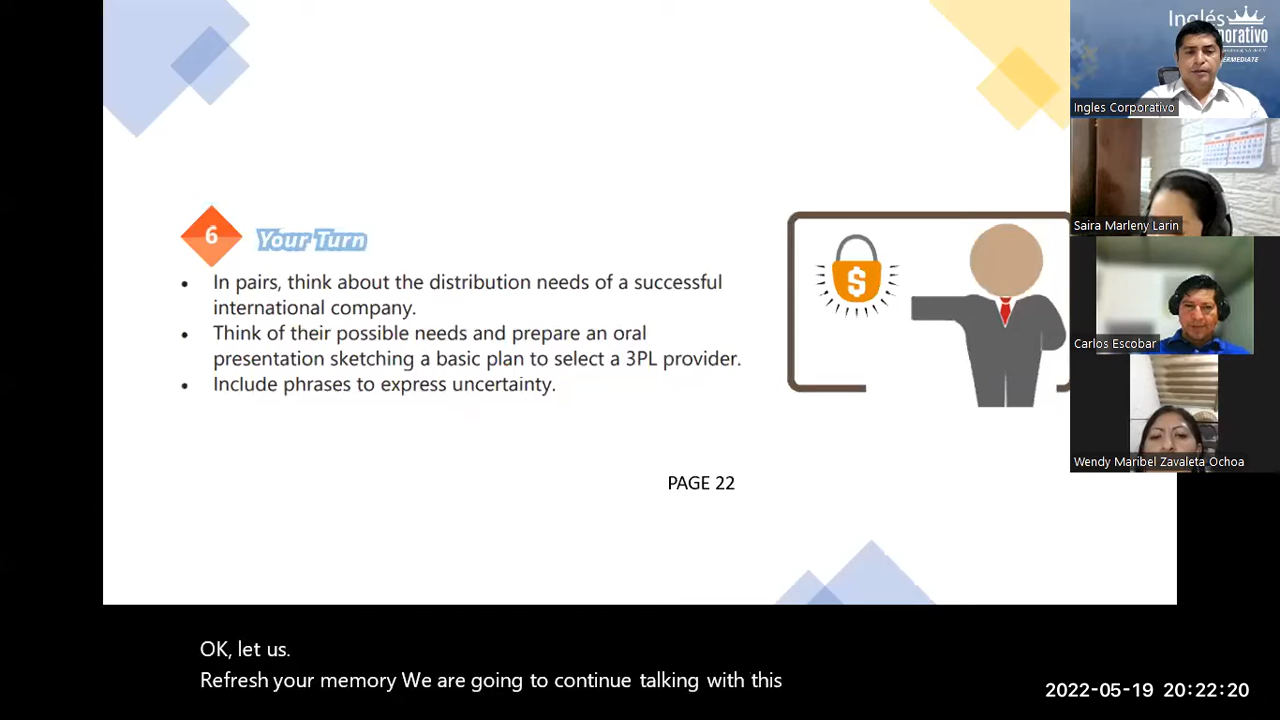 6
Your Turn
• In pairs, think about the distribution needs of a successful
international company.
• Think of their possible needs and prepare an oral
presentation sketching a basic plan to select a 3PL provider.
• Include phrases to express uncertainty.
$
PAGE 22
Inglés
Ingles Corporativo
Saira Marleny Larin
Carlos Escobar
Wendy Maribel Zavaleta Ochoa
OK, let us.
Refresh your memory We are going to continue talking with this
2022-05-19 20:22:20